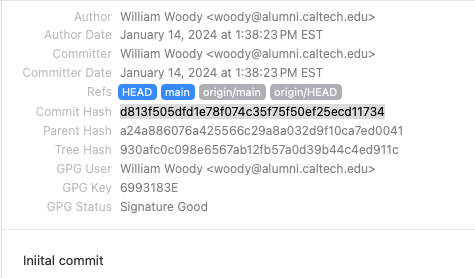 Author William Woody <woody@alumni.caltech.edu>
Author Date January 14, 2024 at 1:38:23 PM EST
Committer William Woody <woody@alumni.caltech.edu>
Committer Date January 14, 2024 at 1:38:23 PM EST
Refs HEAD main origin/main origin/HEAD
Commit Hash d813f505dfd1e78f074c35f75f50ef25ecd11734
Parent Hash a24a886076a425566c29a8a032d9f10ca7ed0041
Tree Hash 930afc0c098e6567ab12fb57a0d39b44c4ed911c
GPG User William Woody <woody@alumni.caltech.edu>
GPG Key 6993183E
GPG Status Signature Good
Iniital commit